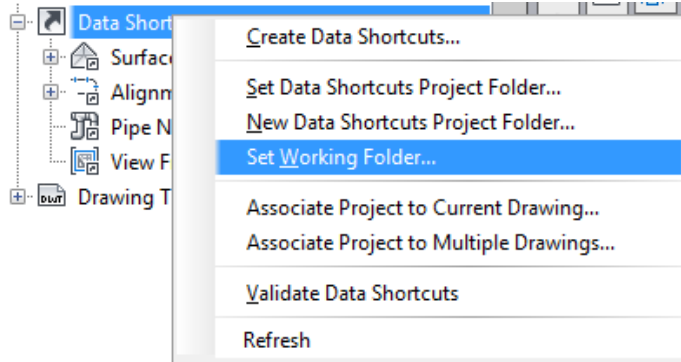 Data Short
Surfac
Alignm
Pipe N
View F
DWT Drawing T
Create Data Shortcuts...
Set Data Shortcuts Project Folder...
New Data Shortcuts Project Folder...
Set Working Folder...
Associate Project to Current Drawing...
Associate Project to Multiple Drawings...
Validate Data Shortcuts
Refresh